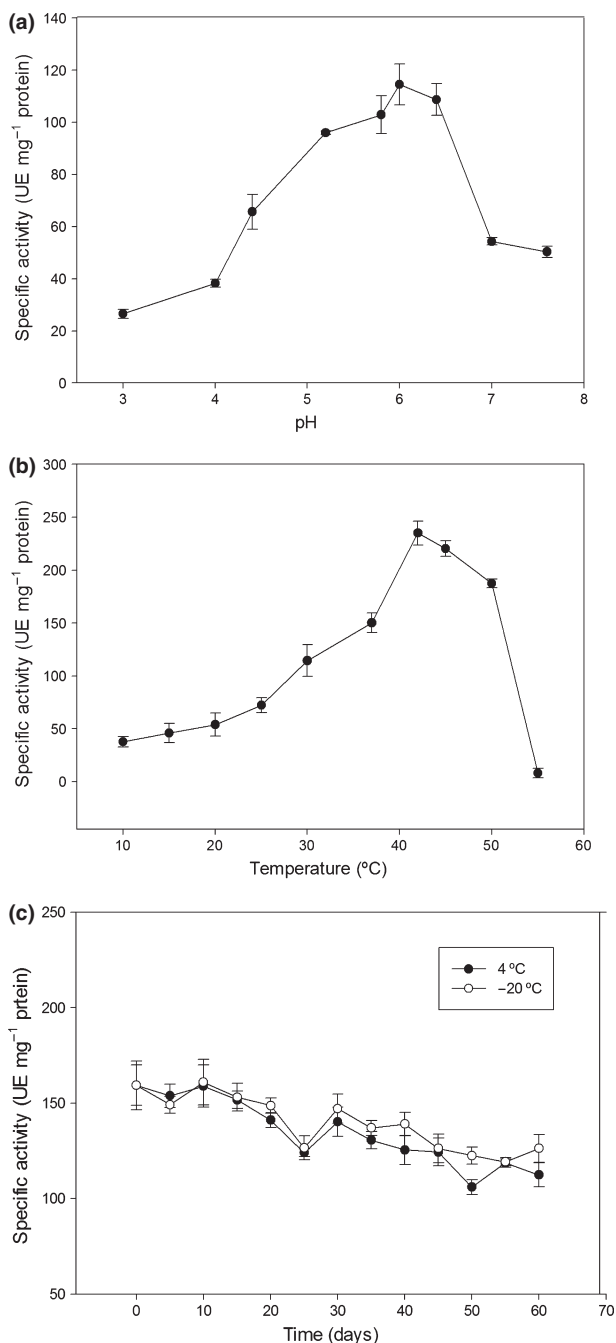 (a)
140
120
100
80
60
40
20
0
Specific activity (UE mg⁻¹ protein)
3 4 5 6 7 8
pH
(b)
300
250
200
150
100
50
0
Specific activity (UE mg⁻¹ protein)
10 20 30 40 50 60
Temperature (ºC)
(c)
250
200
150
100
50
Specific activity (UE mg⁻¹ prtein)
4 ºC
−20 ºC
0 10 20 30 40 50 60 70
Time (days)